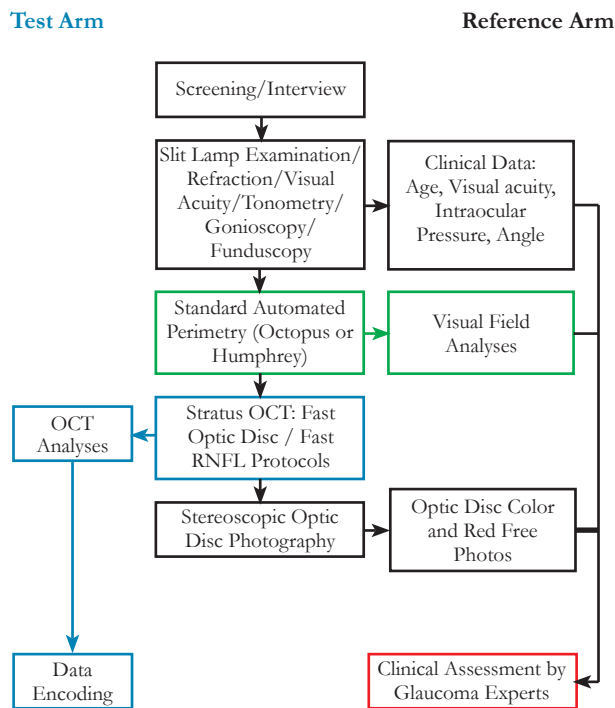 Test Arm
Reference Arm
Screening/Interview
Slit Lamp Examination/
Refraction/Visual
Acuity/Tonometry/
Gonioscopy/
Funduscopy
Clinical Data:
Age, Visual acuity,
Intraocular
Pressure, Angle
Standard Automated
Perimetry (Octopus or
Humphrey)
Visual Field
Analyses
OCT
Analyses
Stratus OCT: Fast
Optic Disc / Fast
RNFL Protocols
Stereoscopic Optic
Disc Photography
Optic Disc Color
and Red Free
Photos
Data
Encoding
Clinical Assessment by
Glaucoma Experts